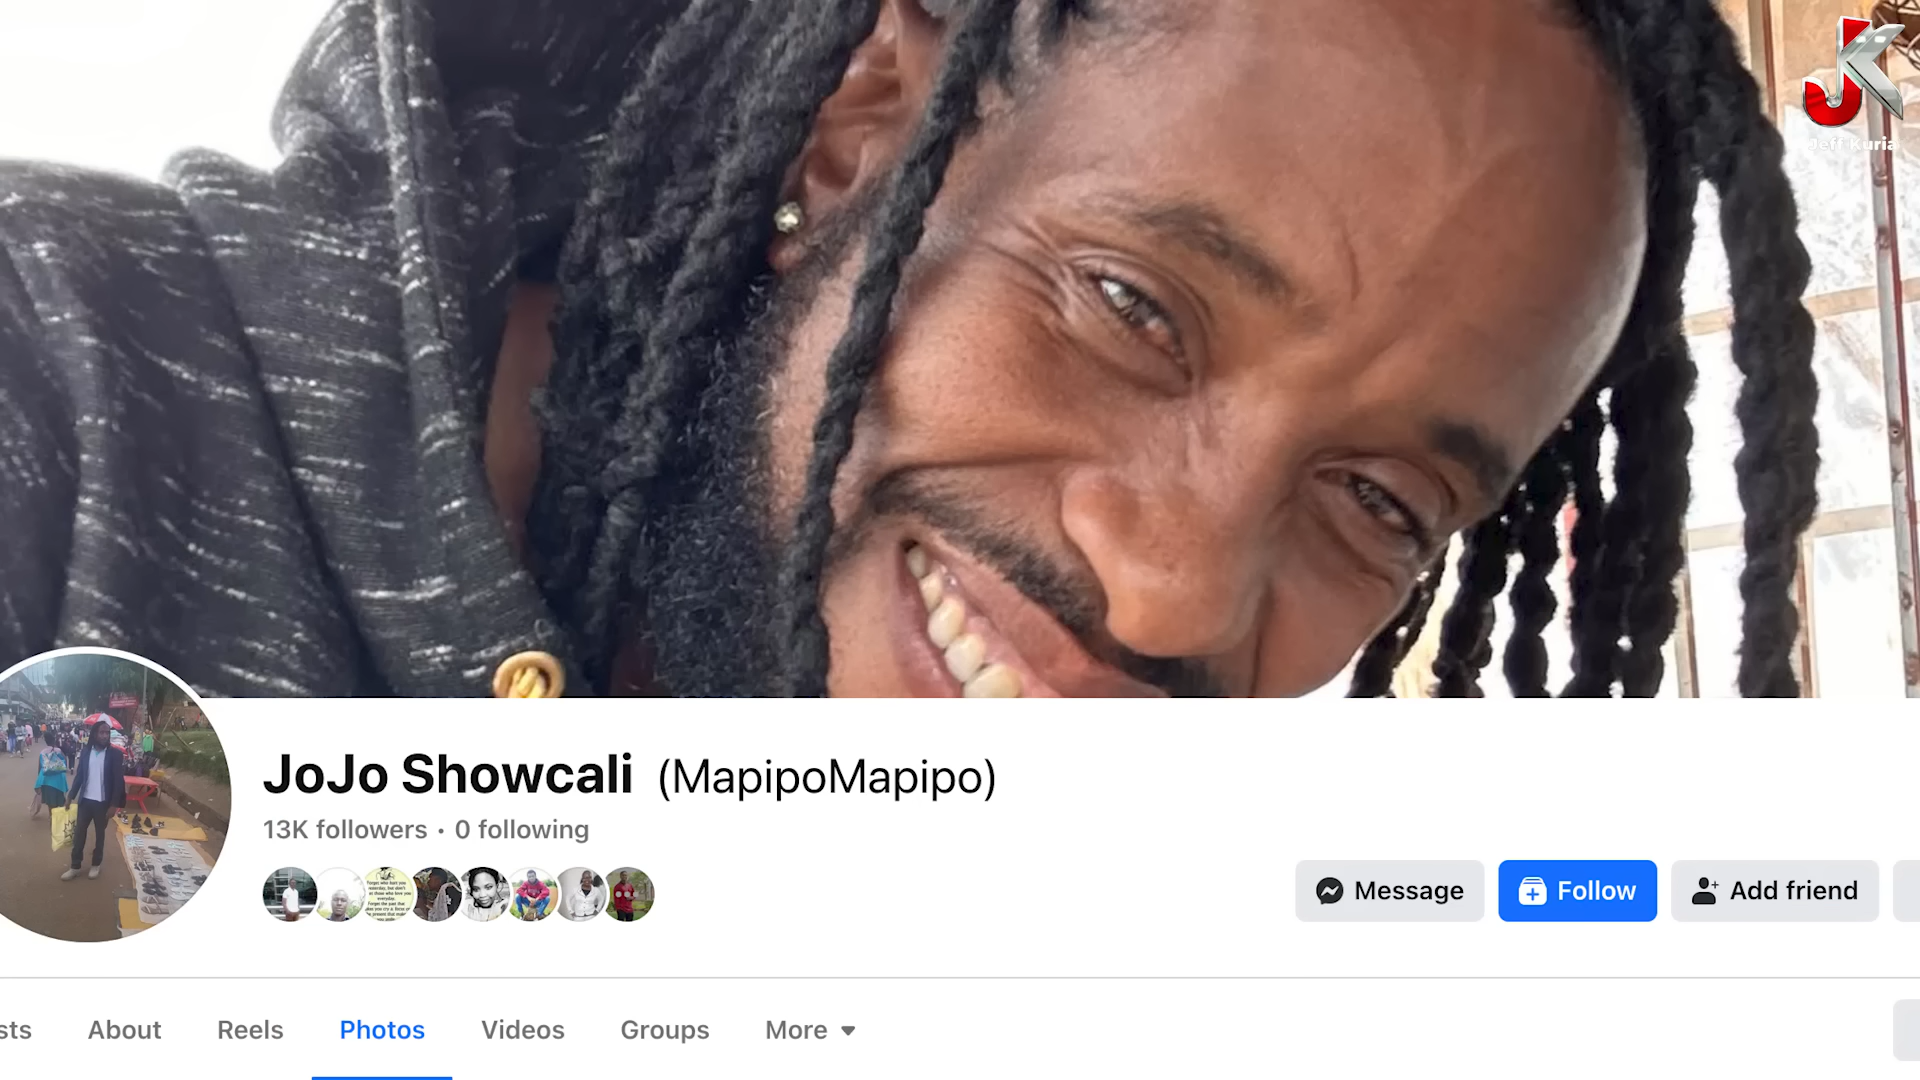 JK
Jeff Kuria
JoJo Showcali (MapipoMapipo)
13K followers · 0 following
Message
Follow
Add friend
sts
About
Reels
Photos
Videos
Groups
More